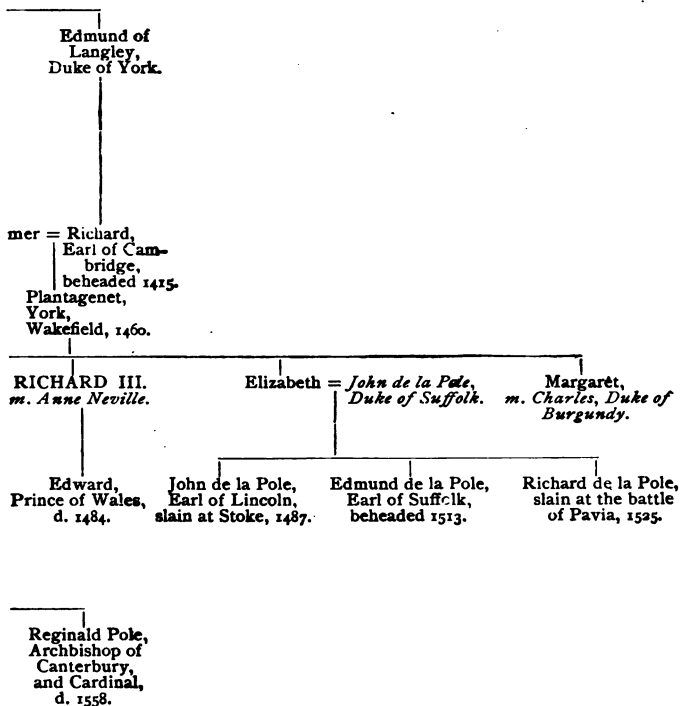 Edmund of
Langley,
Duke of York.
mer = Richard,
Earl of Cam-
bridge,
beheaded 1415.
Plantagenet,
York,
Wakefield, 1460.
RICHARD III.
m. Anne Neville.
Elizabeth = John de la Pole,
Duke of Suffolk.
Margaret,
m. Charles, Duke of
Burgundy.
Edward,
Prince of Wales,
d. 1484.
John de la Pole,
Earl of Lincoln,
slain at Stoke, 1487.
Edmund de la Pole,
Earl of Suffolk,
beheaded 1513.
Richard de la Pole,
slain at the battle
of Pavia, 1525.
Reginald Pole,
Archbishop of
Canterbury,
and Cardinal,
d. 1558.